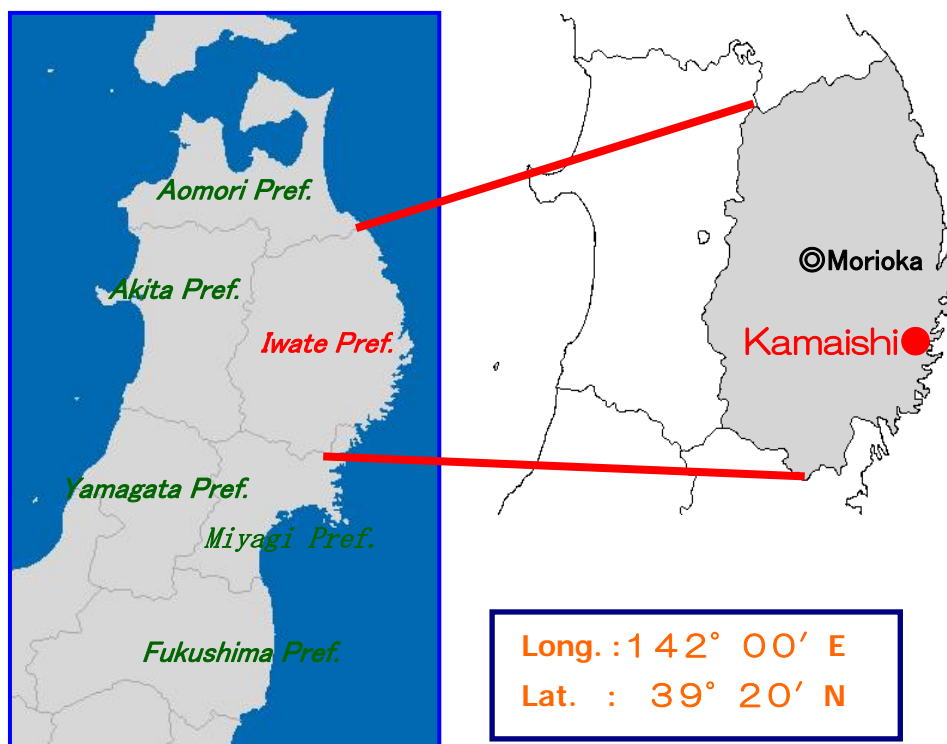 Aomori Pref.
Akita Pref.
Iwate Pref.
Yamagata Pref.
Miyagi Pref.
Fukushima Pref.
◎Morioka
Kamaishi
Long. :１４２° ００′ E
Lat. : ３９° ２０′ N